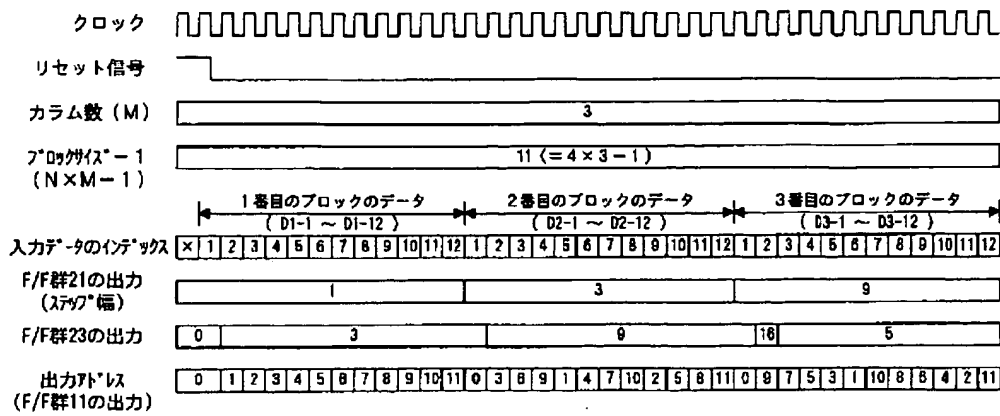 クロック
リセット信号
カラム数 (M) 3
ブロックサイズ-1 11 (=4×3-1)
(N×M-1)
1番目のブロックのデータ 2番目のブロックのデータ 3番目のブロックのデータ
( D1-1 ～ D1-12 ) ( D2-1 ～ D2-12 ) ( D3-1 ～ D3-12 )
入力データのインデックス × 1 2 3 4 5 6 7 8 9 10 11 12 1 2 3 4 5 6 7 8 9 10 11 12 1 2 3 4 5 6 7 8 9 10 11 12
F/F群21の出力 1 3 9
(ステップ幅)
F/F群23の出力 0 3 9 16 5
出力アドレス 0 1 2 3 4 5 6 7 8 9 10 11 0 3 6 9 1 4 7 10 2 5 8 11 0 9 7 5 3 1 10 8 6 4 2 11
(F/F群11の出力)